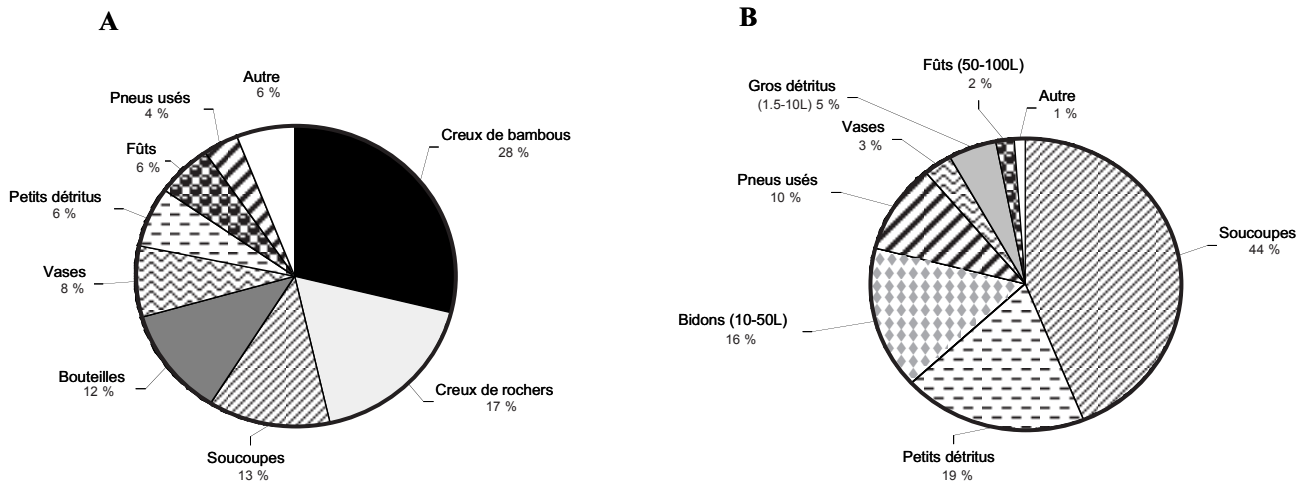 A
Autre
6 %
Pneus usés
4 %
Fûts
6 %
Petits détritus
6 %
Vases
8 %
Bouteilles
12 %
Soucoupes
13 %
Creux de rochers
17 %
Creux de bambous
28 %
B
Fûts (50-100L)
2 %
Gros détritus
(1.5-10L) 5 %
Autre
1 %
Vases
3 %
Pneus usés
10 %
Soucoupes
44 %
Bidons (10-50L)
16 %
Petits détritus
19 %